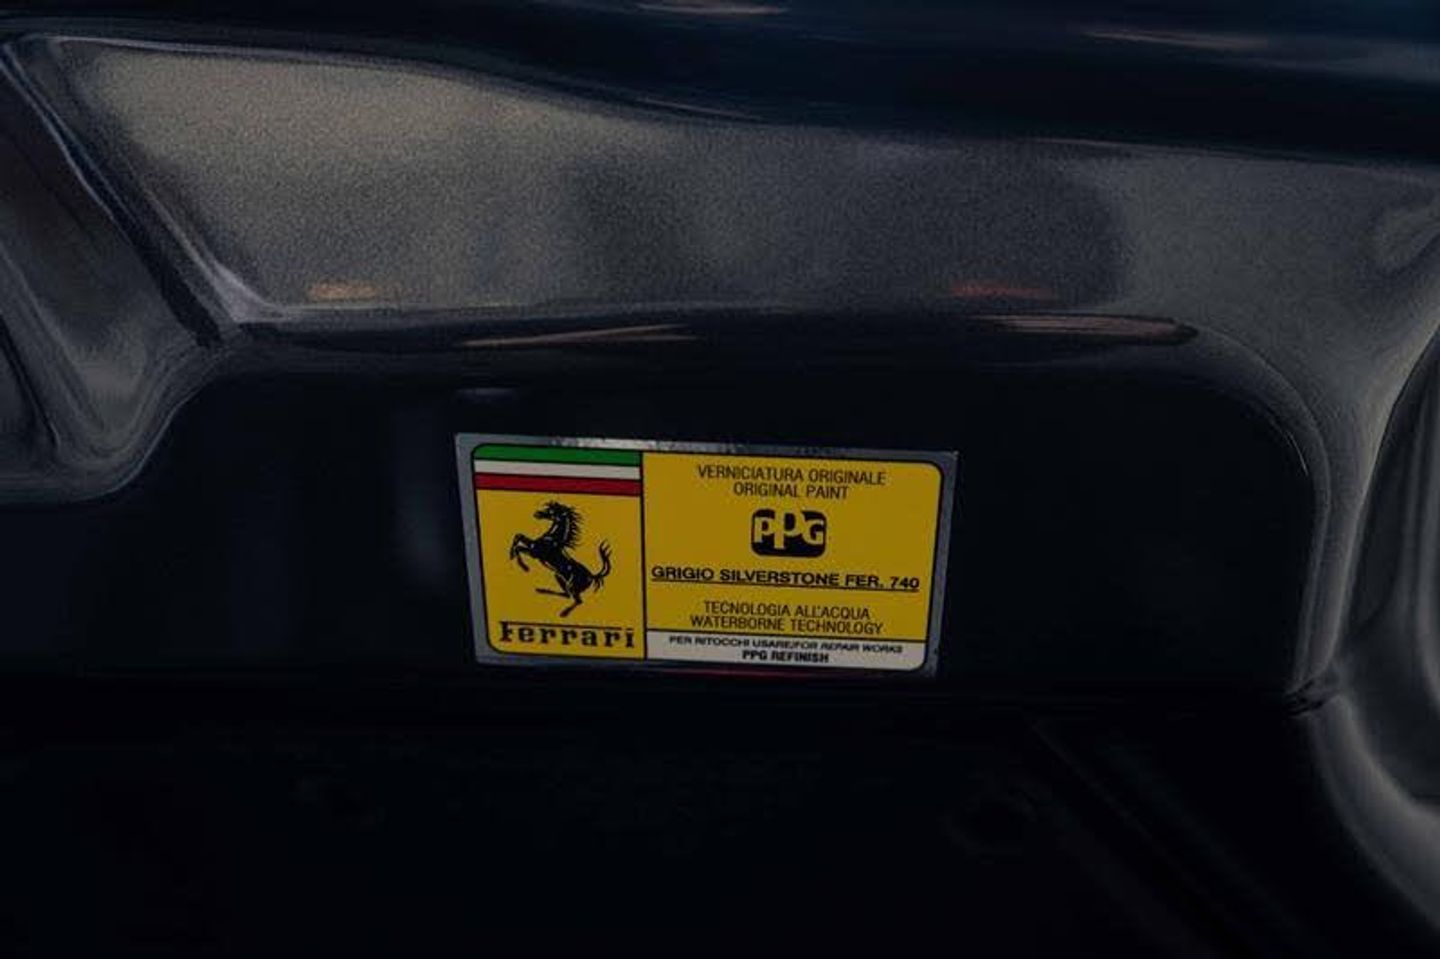 Ferrari
VERNICIATURA ORIGINALE
ORIGINAL PAINT
PPG
GRIGIO SILVERSTONE FER. 740
TECNOLOGIA ALL'ACQUA
WATERBORNE TECHNOLOGY
PER RITOCCHI USARE/FOR REPAIR WORKS
PPG REFINISH